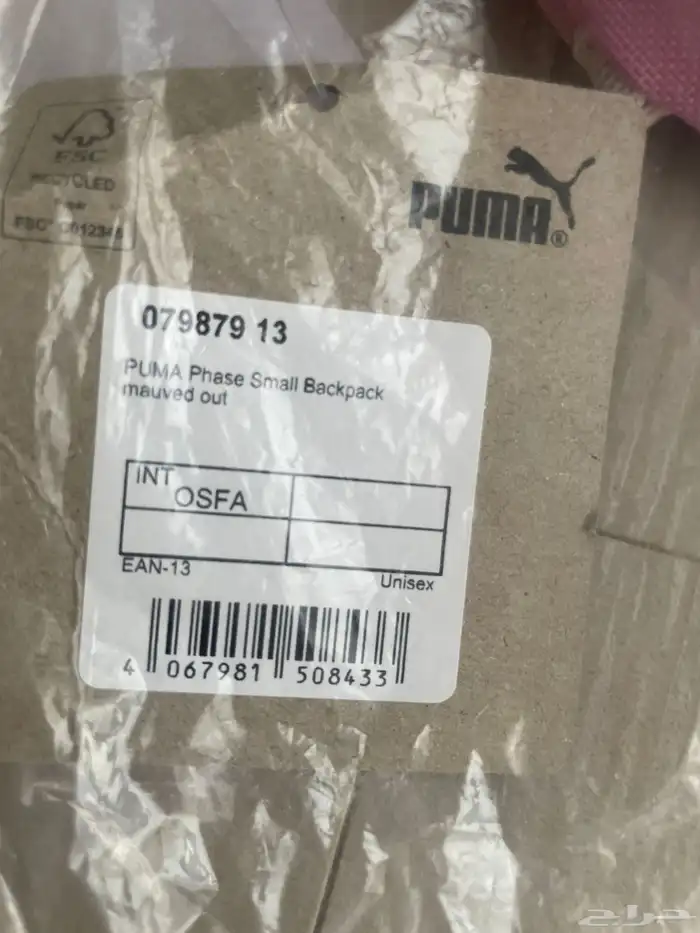 FSC
RECYCLED
Paper
PUMA®
079879 13
PUMA Phase Small Backpack
mauved out
INT
OSFA
EAN-13
Unisex
4 067981 508433
حراج